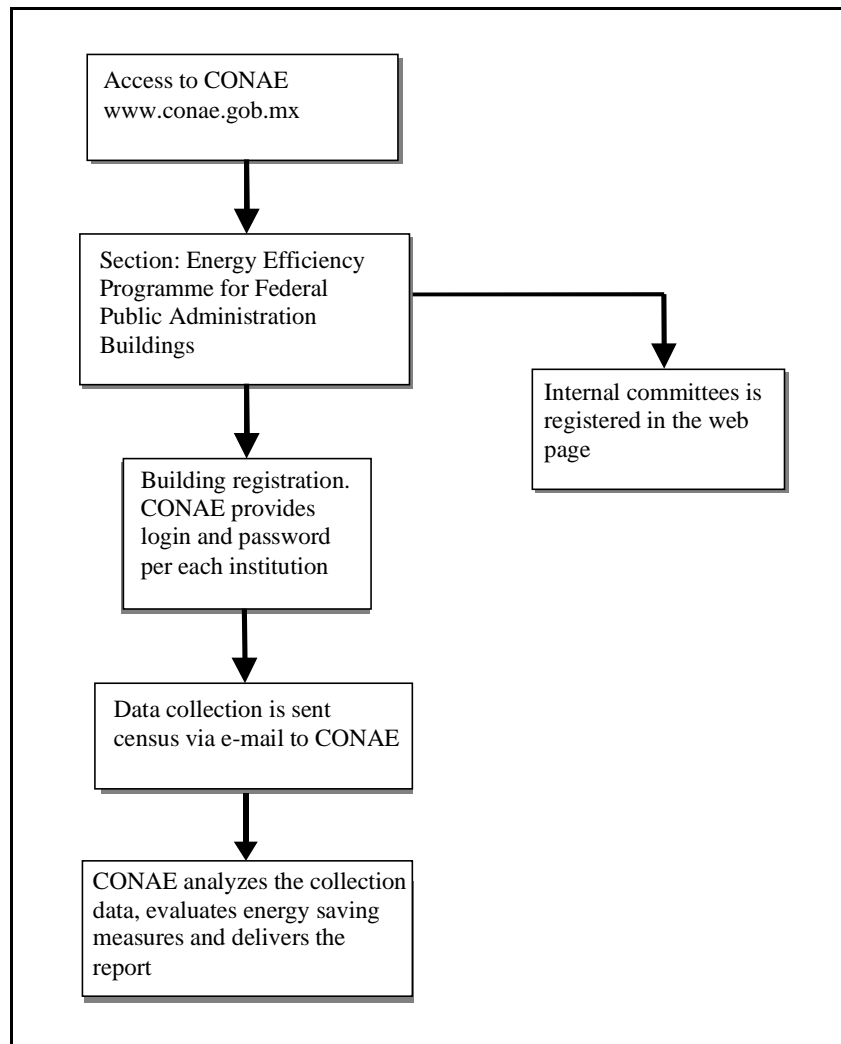 Access to CONAE
www.conae.gob.mx
Section: Energy Efficiency
Programme for Federal
Public Administration
Buildings
Internal committees is
registered in the web
page
Building registration.
CONAE provides
login and password
per each institution
Data collection is sent
census via e-mail to CONAE
CONAE analyzes the collection
data, evaluates energy saving
measures and delivers the
report